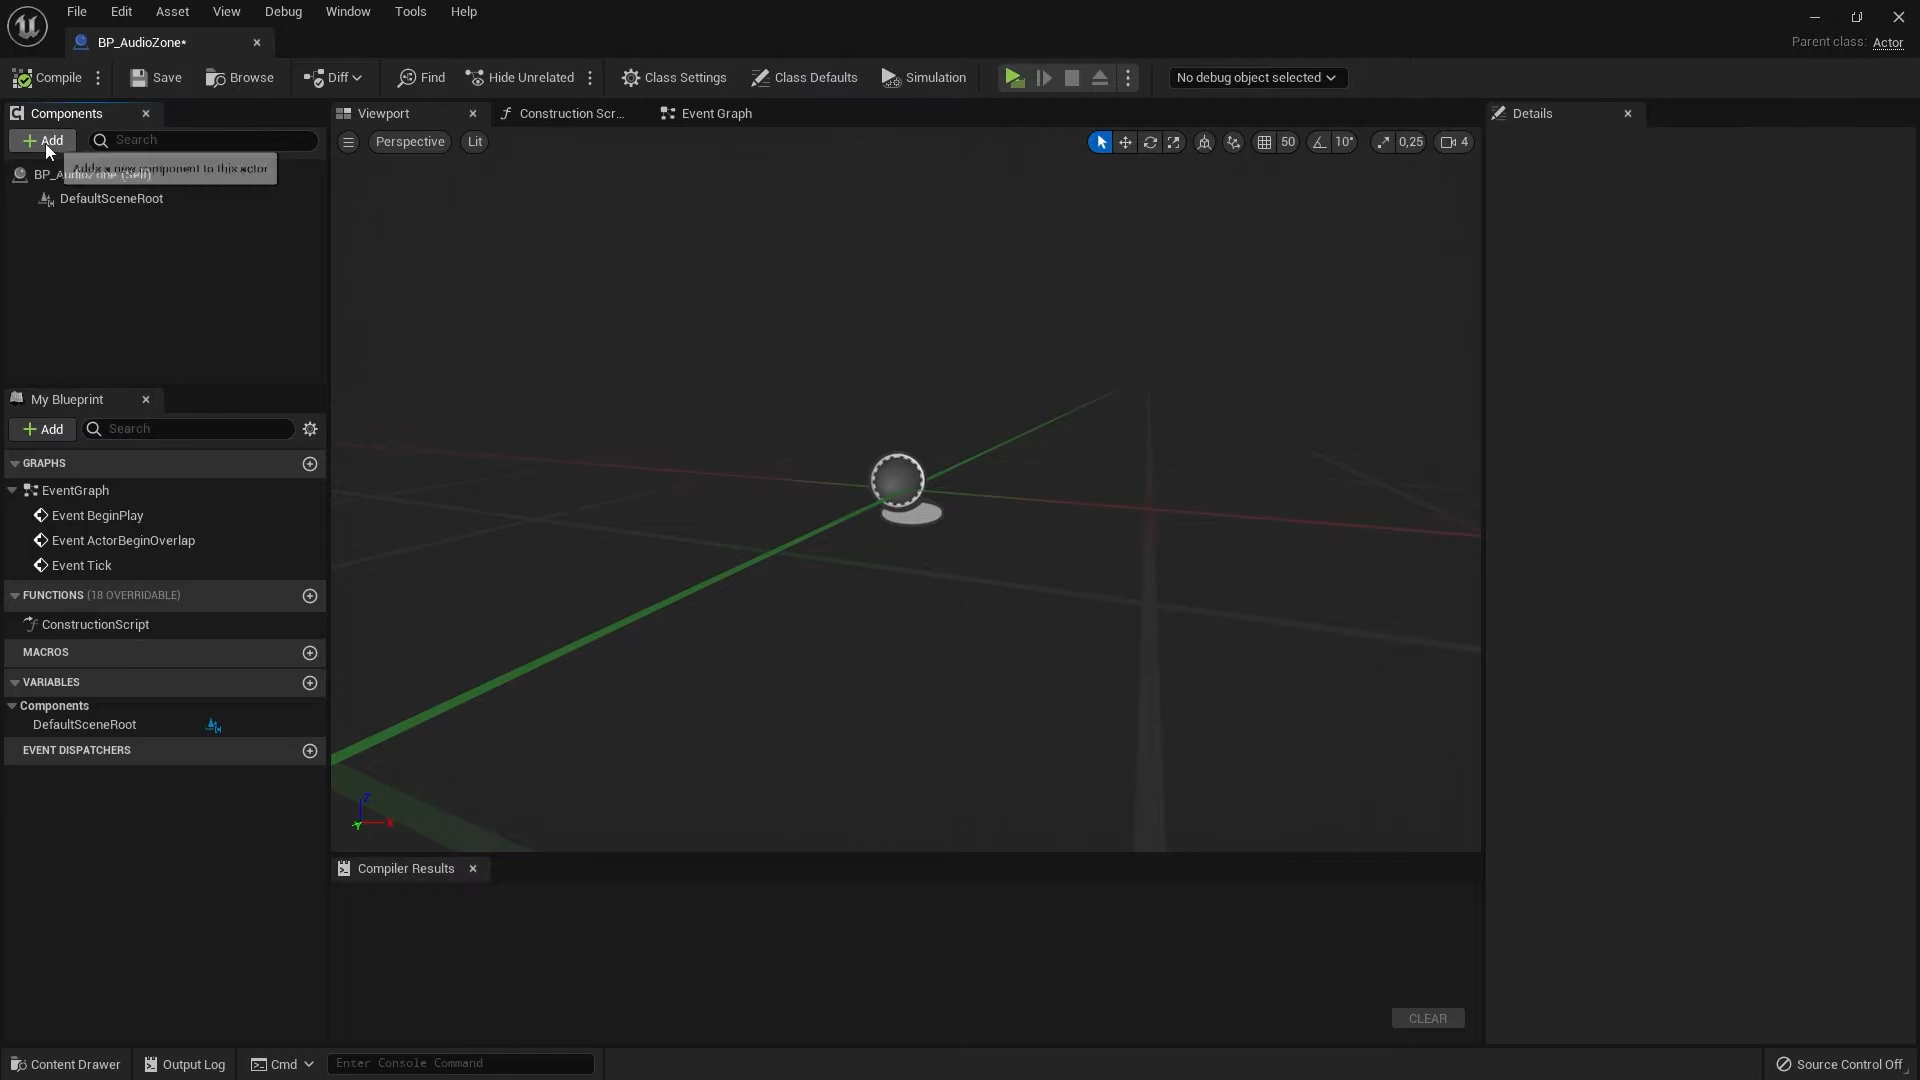 File Edit Asset View Debug Window Tools Help
BP_AudioZone*
Parent class: Actor
Compile Save Browse Diff Find Hide Unrelated Class Settings Class Defaults Simulation No debug object selected
Components Viewport Construction Scr... Event Graph Details
Add Search Perspective Lit 50 10° 0,25 4
Adds a new component to this actor
BP_AudioZone (Self)
DefaultSceneRoot
My Blueprint
Add Search
GRAPHS
EventGraph
Event BeginPlay
Event ActorBeginOverlap
Event Tick
FUNCTIONS (18 OVERRIDABLE)
ConstructionScript
MACROS
VARIABLES
Components
DefaultSceneRoot
EVENT DISPATCHERS
Z
X
Y
Compiler Results
CLEAR
Content Drawer Output Log Cmd Enter Console Command Source Control Off